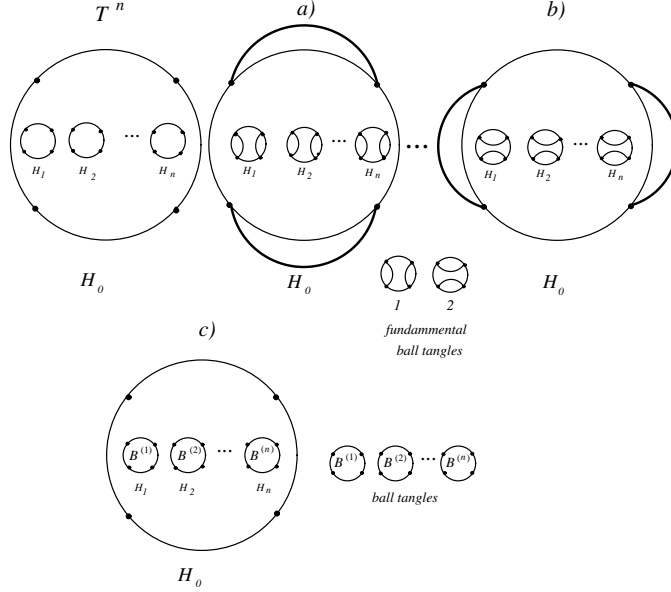 T^n
a)
b)
...
H_1 H_2 H_n
...
H_1 H_2 H_n
...
...
H_1 H_2 H_n
H_0
H_0
H_0
1 2
fundammental
ball tangles
c)
B^(1) B^(2) ... B^(n)
H_1 H_2 H_n
B^(1) B^(2) ... B^(n)
ball tangles
H_0